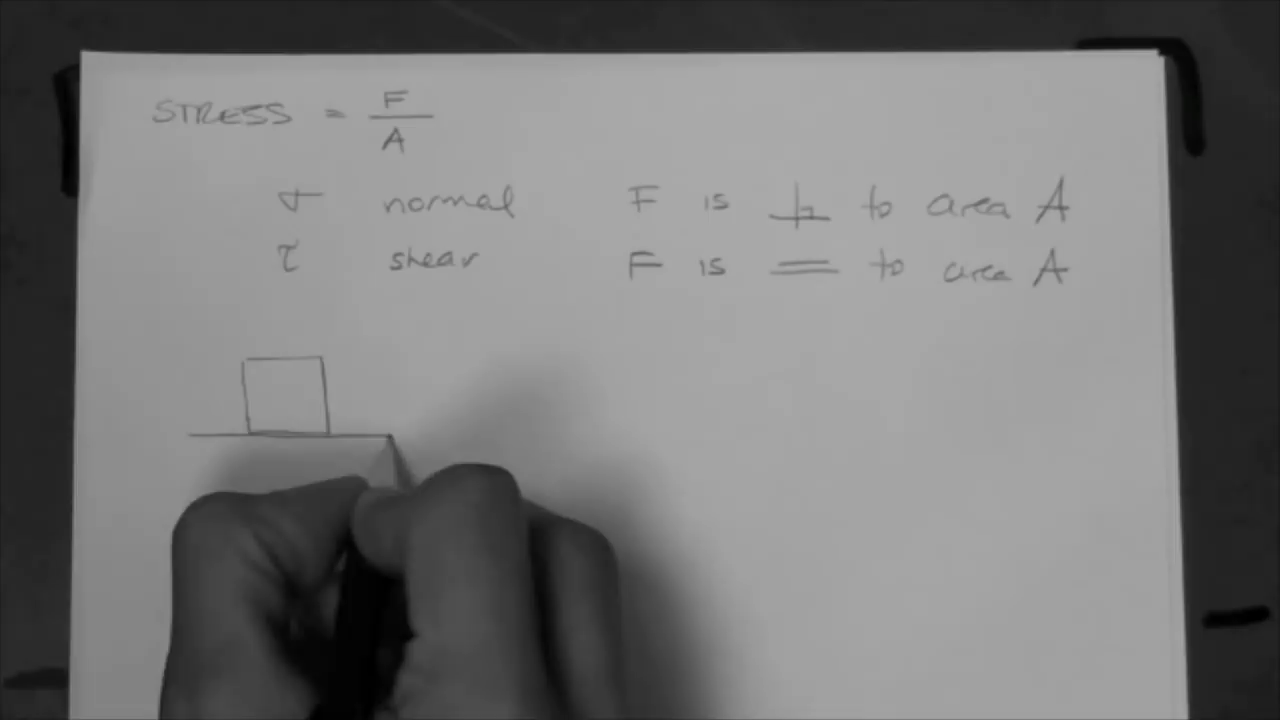 STRESS = F/A
σ normal F is ⊥ to area A
τ shear F is = to area A